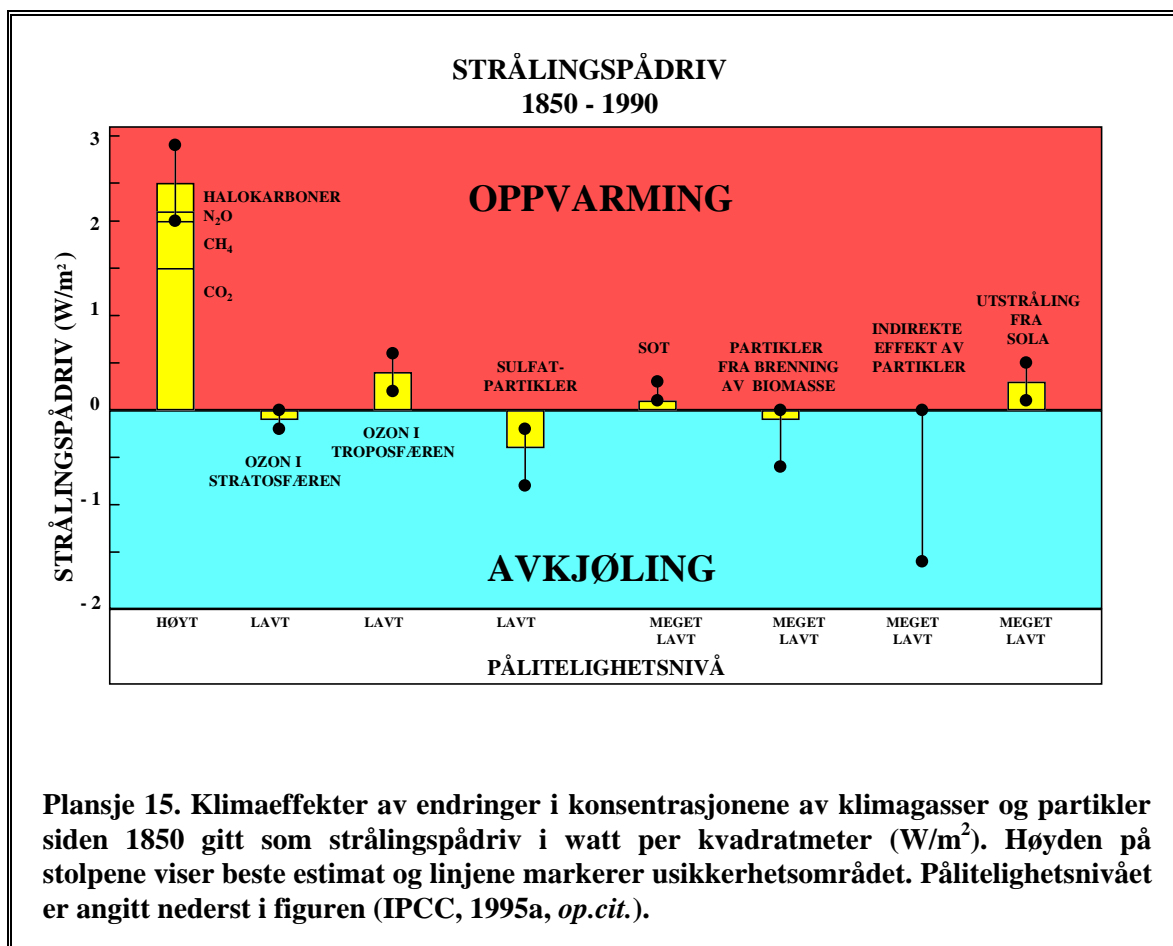 STRÅLINGSPÅDRIV
1850 - 1990
3
2
1
0
- 1
- 2
STRÅLINGSPÅDRIV (W/m²)
OPPVARMING
HALOKARBONER
N₂O
CH₄
CO₂
OZON I
STRATOSFÆREN
OZON I
TROPOSFÆREN
SULFAT-
PARTIKLER
SOT
PARTIKLER
FRA BRENNING
AV BIOMASSE
INDIREKTE
EFFEKT AV
PARTIKLER
UTSTRÅLING
FRA
SOLA
AVKJØLING
HØYT
LAVT
LAVT
LAVT
MEGET
LAVT
MEGET
LAVT
MEGET
LAVT
MEGET
LAVT
PÅLITELIGHETSNIVÅ
Plansje 15. Klimaeffekter av endringer i konsentrasjonene av klimagasser og partikler
siden 1850 gitt som strålingspådriv i watt per kvadratmeter (W/m²). Høyden på
stolpene viser beste estimat og linjene markerer usikkerhetsområdet. Pålitelighetsnivået
er angitt nederst i figuren (IPCC, 1995a, op.cit.).